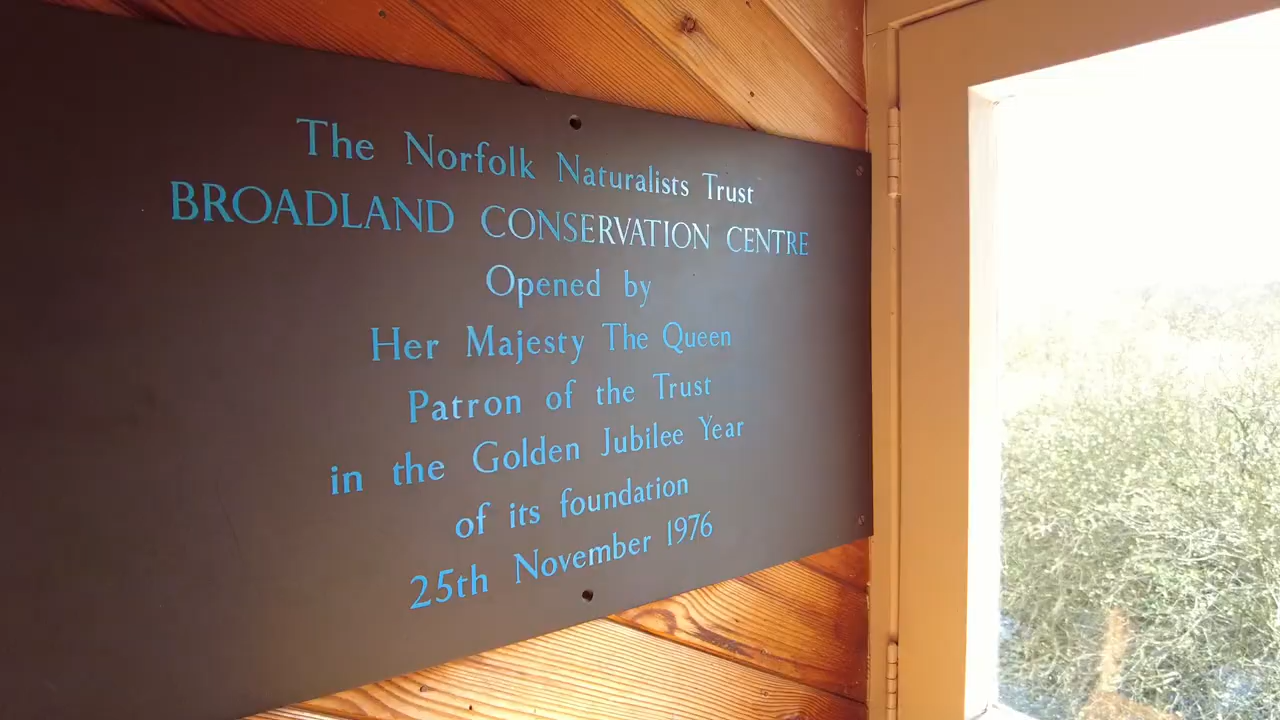 The Norfolk Naturalists Trust
BROADLAND CONSERVATION CENTRE
Opened by
Her Majesty The Queen
Patron of the Trust
in the Golden Jubilee Year
of its foundation
25th November 1976